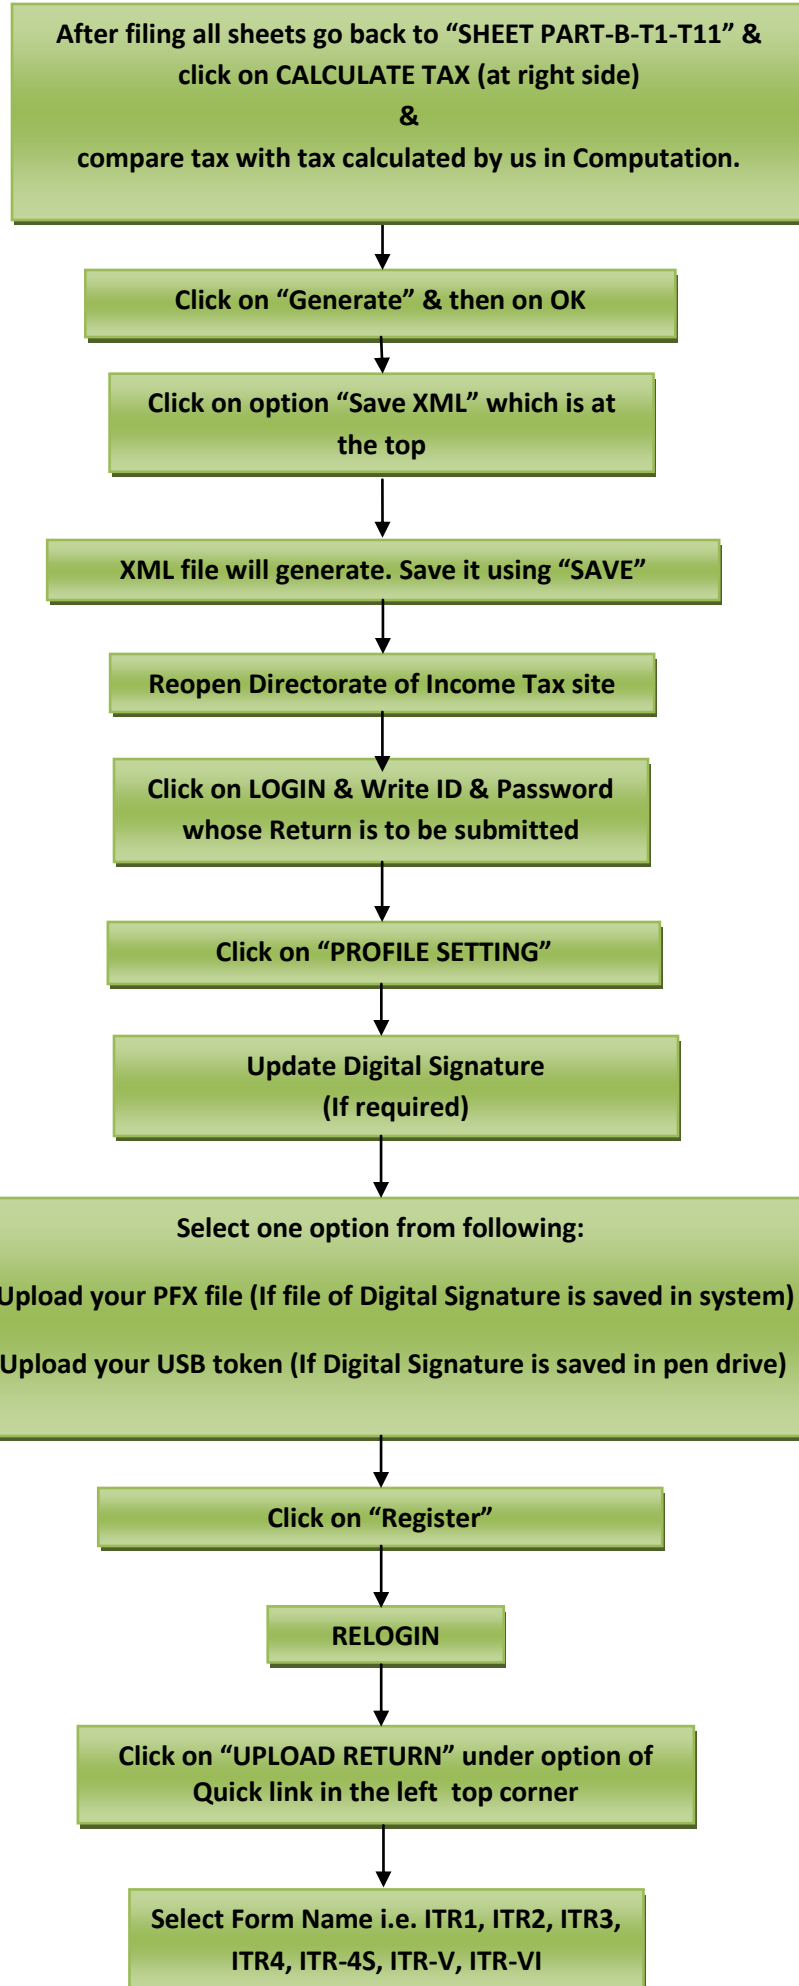 After filing all sheets go back to “SHEET PART-B-T1-T11” &
click on CALCULATE TAX (at right side)
&
compare tax with tax calculated by us in Computation.
Click on “Generate” & then on OK
Click on option “Save XML” which is at
the top
XML file will generate. Save it using “SAVE”
Reopen Directorate of Income Tax site
Click on LOGIN & Write ID & Password
whose Return is to be submitted
Click on “PROFILE SETTING”
Update Digital Signature
(If required)
Select one option from following:
Upload your PFX file (If file of Digital Signature is saved in system)
Upload your USB token (If Digital Signature is saved in pen drive)
Click on “Register”
RELOGIN
Click on “UPLOAD RETURN” under option of
Quick link in the left top corner
Select Form Name i.e. ITR1, ITR2, ITR3,
ITR4, ITR-4S, ITR-V, ITR-VI